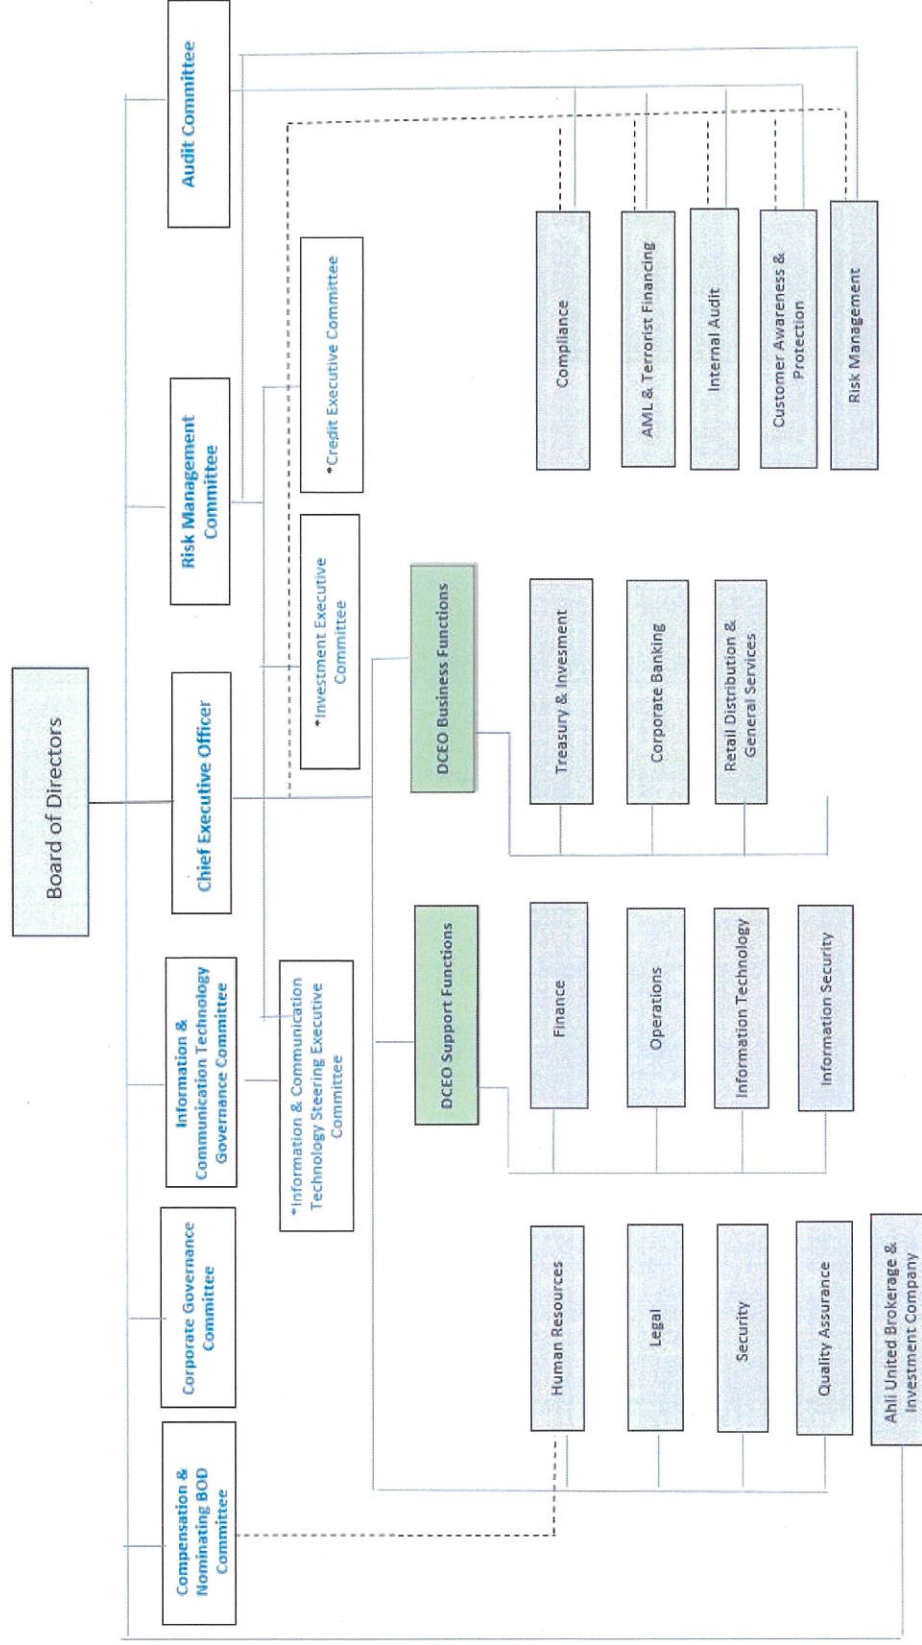 Board of Directors
Compensation &
Nominating BOD
Committee
Corporate Governance
Committee
Information &
Communication Technology
Governance Committee
Chief Executive Officer
Risk Management
Committee
Audit Committee
*Information & Communication
Technology Steering Executive
Committee
*Investment Executive
Committee
*Credit Executive Committee
DCEO Support Functions
DCEO Business Functions
Human Resources
Legal
Security
Quality Assurance
Ahli United Brokerage &
Investment Company
Finance
Operations
Information Technology
Information Security
Treasury & Invesment
Corporate Banking
Retail Distribution &
General Services
Compliance
AML & Terrorist Financing
Internal Audit
Customer Awareness &
Protection
Risk Management